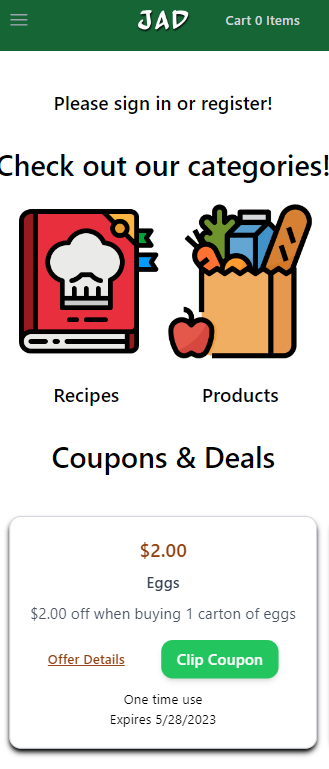 JAD
Cart 0 Items
Please sign in or register!
Check out our categories!
Recipes
Products
Coupons & Deals
$2.00
Eggs
$2.00 off when buying 1 carton of eggs
Offer Details
Clip Coupon
One time use
Expires 5/28/2023